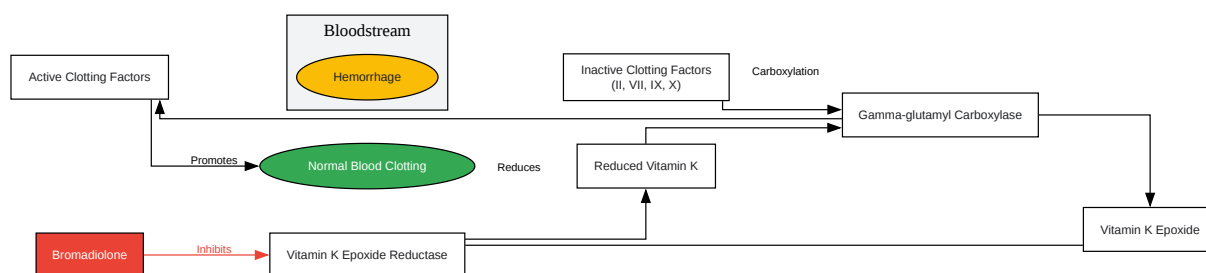 Bloodstream
Active Clotting Factors
Hemorrhage
Inactive Clotting Factors
(II, VII, IX, X)
Carboxylation
Gamma-glutamyl Carboxylase
Promotes
Normal Blood Clotting
Reduces
Reduced Vitamin K
Vitamin K Epoxide
Bromadiolone
Inhibits
Vitamin K Epoxide Reductase